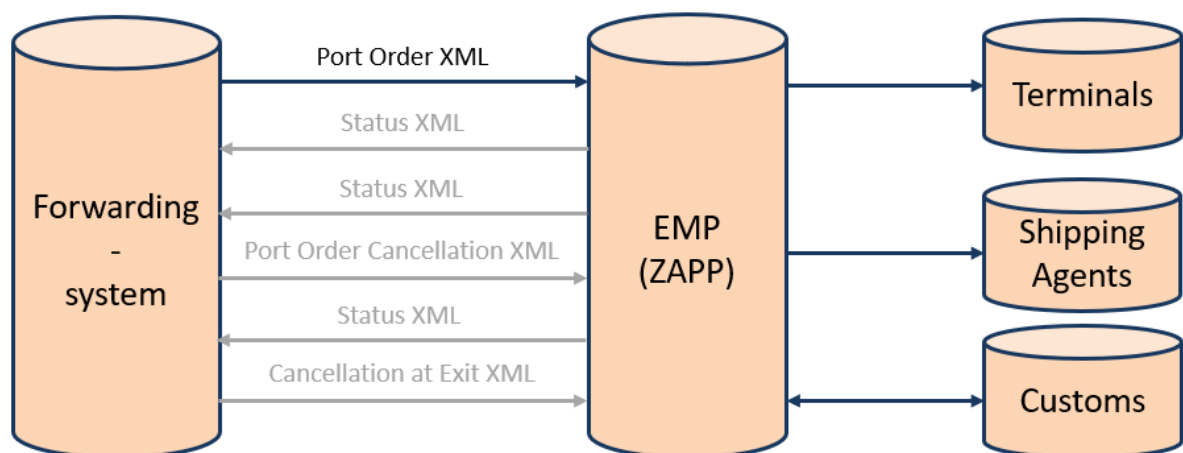 Port Order XML
Status XML
Status XML
Port Order Cancellation XML
Status XML
Cancellation at Exit XML
Forwarding
-
system
EMP
(ZAPP)
Terminals
Shipping
Agents
Customs